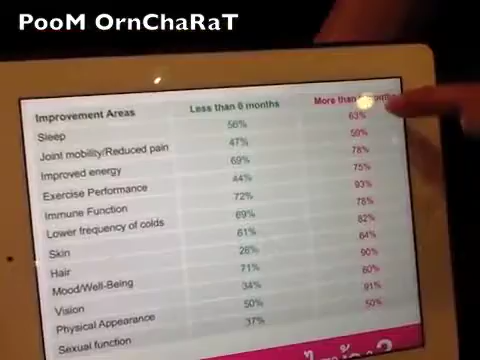 PooM OrnChaRaT
Improvement Areas Less than 6 months More than
Sleep 56% 63%
Joint mobility/Reduced pain 47% 59%
Improved energy 69% 78%
Exercise Performance 44% 75%
Immune Function 72% 93%
Lower frequency of colds 69% 78%
Skin 61% 82%
Hair 26% 64%
Mood/Well-Being 71% 90%
Vision 34% 60%
Physical Appearance 50% 91%
Sexual function 37% 50%